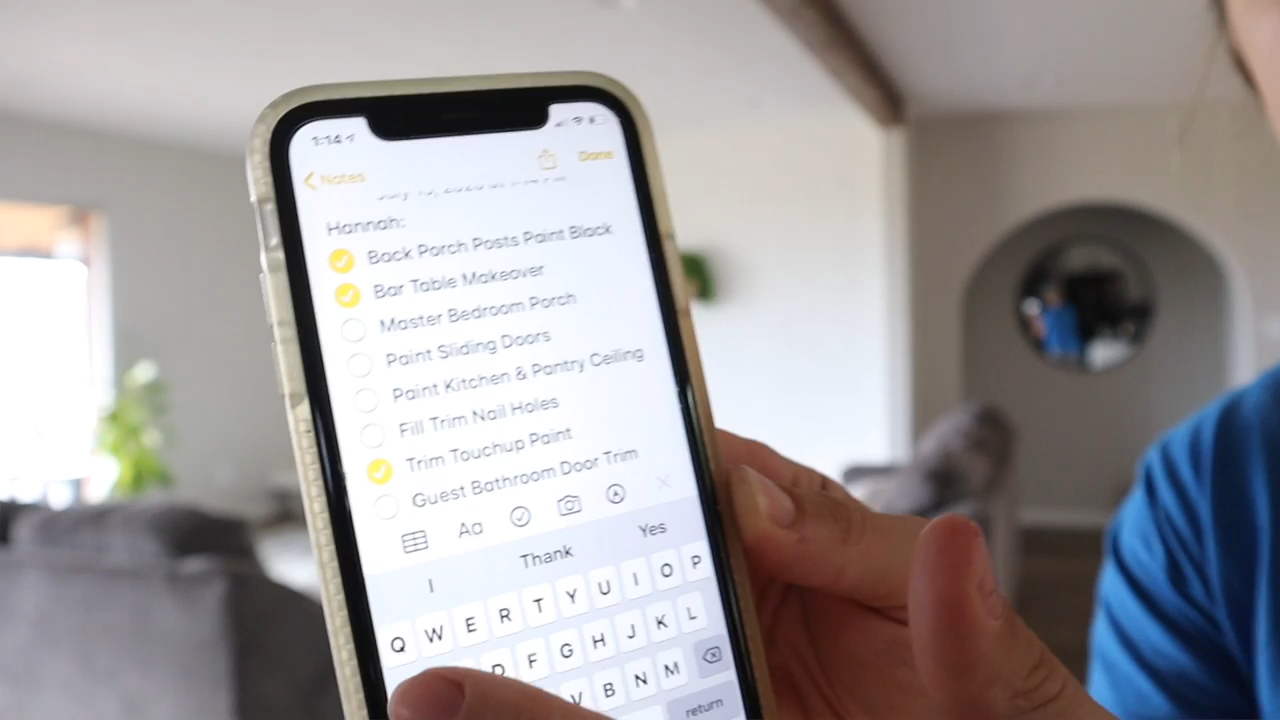 1:14
Notes
Done
Hannah:
Back Porch Posts Paint Black
Bar Table Makeover
Master Bedroom Porch
Paint Sliding Doors
Paint Kitchen & Pantry Ceiling
Fill Trim Nail Holes
Trim Touchup Paint
Guest Bathroom Door Trim
Aa
I Thank Yes
Q W E R T Y U I O P
D F G H J K L
V B N M
return